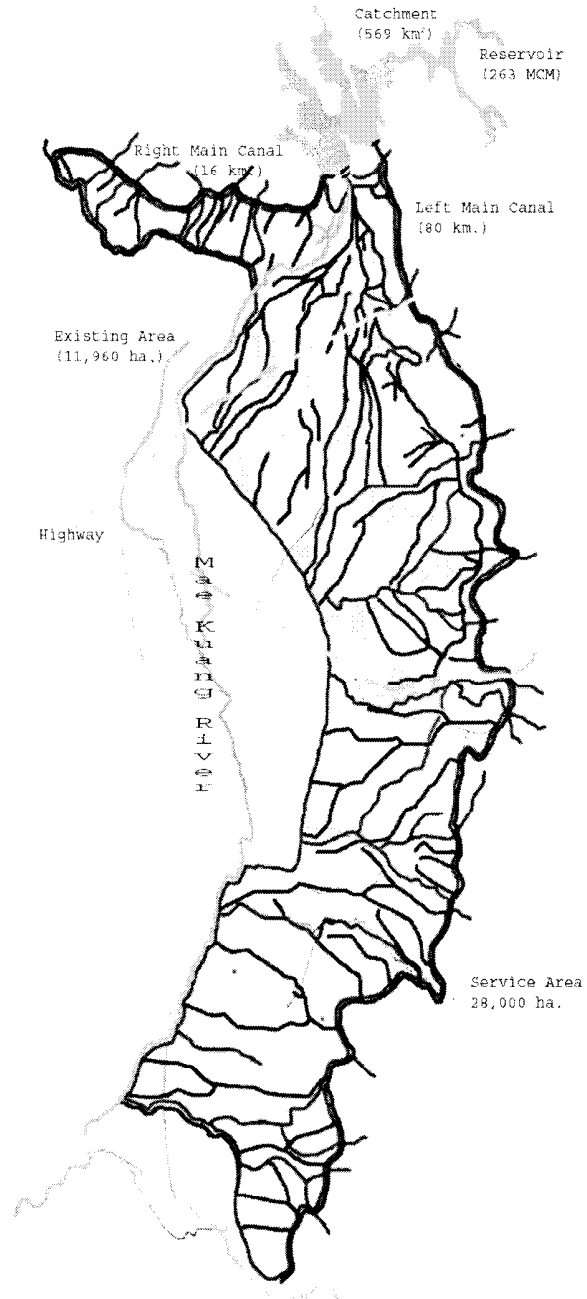 Catchment
(569 km²)
Reservoir
(263 MCM)
Right Main Canal
(16 km.)
Left Main Canal
(80 km.)
Existing Area
(11,960 ha.)
Highway
Mae Kuang River
Service Area
28,000 ha.